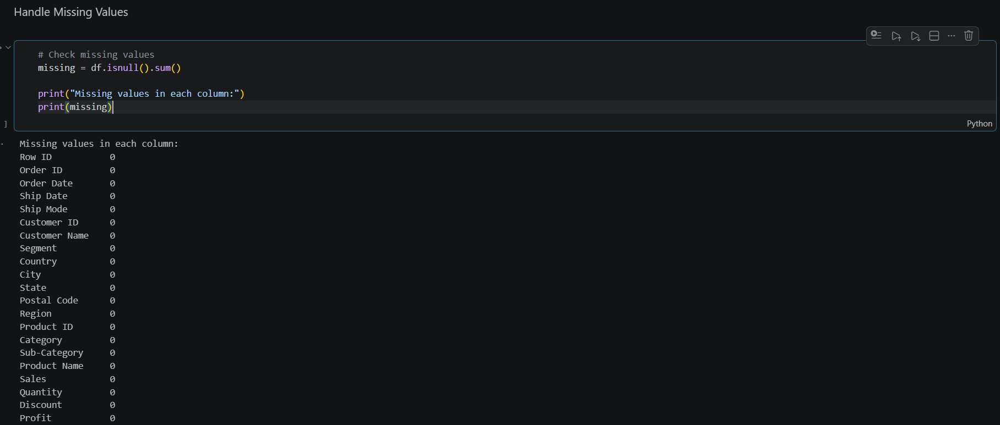 Handle Missing Values
# Check missing values
missing = df.isnull().sum()
print("Missing values in each column:")
print(missing)
]
Python
Missing values in each column:
Row ID 0
Order ID 0
Order Date 0
Ship Date 0
Ship Mode 0
Customer ID 0
Customer Name 0
Segment 0
Country 0
City 0
State 0
Postal Code 0
Region 0
Product ID 0
Category 0
Sub-Category 0
Product Name 0
Sales 0
Quantity 0
Discount 0
Profit 0